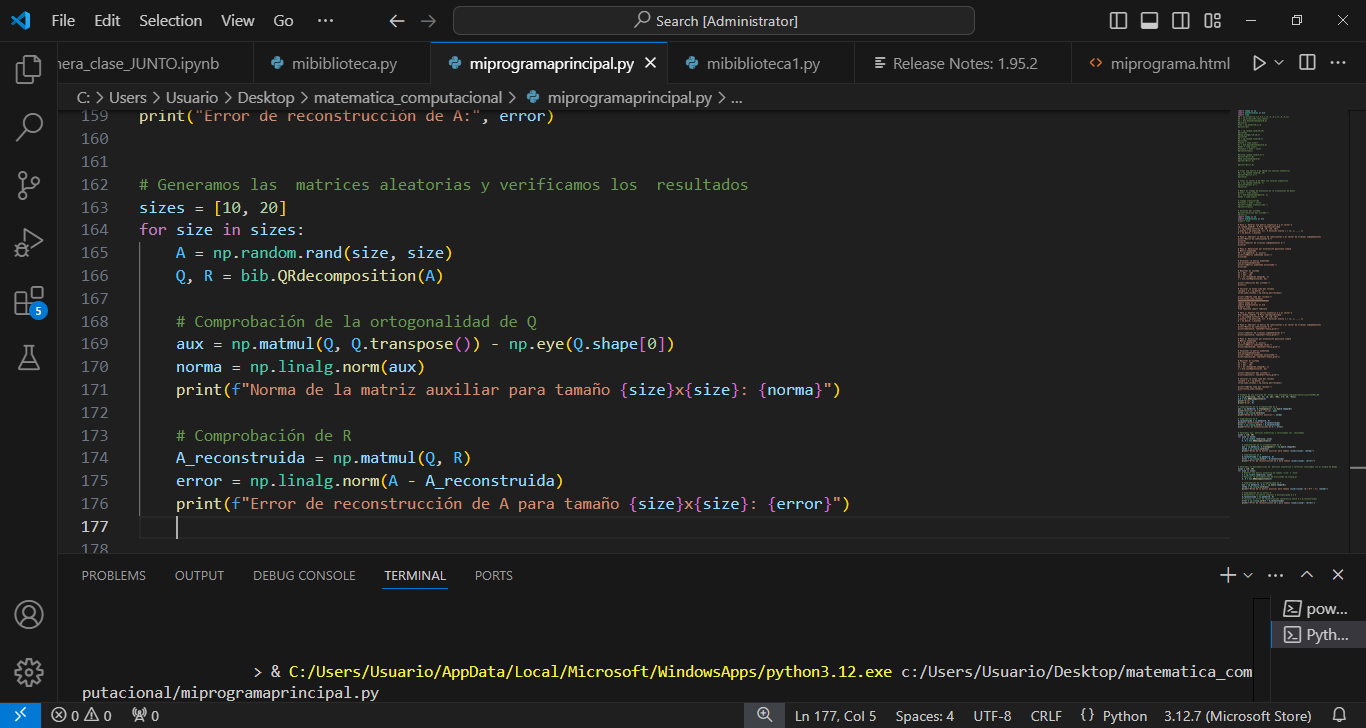 File Edit Selection View Go ··· Search [Administrator]
nera_clase_JUNTO.ipynb mibiblioteca.py miprogramaprincipal.py mibiblioteca1.py Release Notes: 1.95.2 miprograma.html
C: > Users > Usuario > Desktop > matematica_computacional > miprogramaprincipal.py > ...
159 print("Error de reconstrucción de A:", error)
160
161
162 # Generamos las  matrices aleatorias y verificamos los  resultados
163 sizes = [10, 20]
164 for size in sizes:
165     A = np.random.rand(size, size)
166     Q, R = bib.QRdecomposition(A)
167
168     # Comprobación de la ortogonalidad de Q
169     aux = np.matmul(Q, Q.transpose()) - np.eye(Q.shape[0])
170     norma = np.linalg.norm(aux)
171     print(f"Norma de la matriz auxiliar para tamaño {size}x{size}: {norma}")
172
173     # Comprobación de R
174     A_reconstruida = np.matmul(Q, R)
175     error = np.linalg.norm(A - A_reconstruida)
176     print(f"Error de reconstrucción de A para tamaño {size}x{size}: {error}")
177
178
5
PROBLEMS OUTPUT DEBUG CONSOLE TERMINAL PORTS
pow...
Pyth...
> & C:/Users/Usuario/AppData/Local/Microsoft/WindowsApps/python3.12.exe c:/Users/Usuario/Desktop/matematica_com
putacional/miprogramaprincipal.py
0 0 0 Ln 177, Col 5 Spaces: 4 UTF-8 CRLF {} Python 3.12.7 (Microsoft Store)